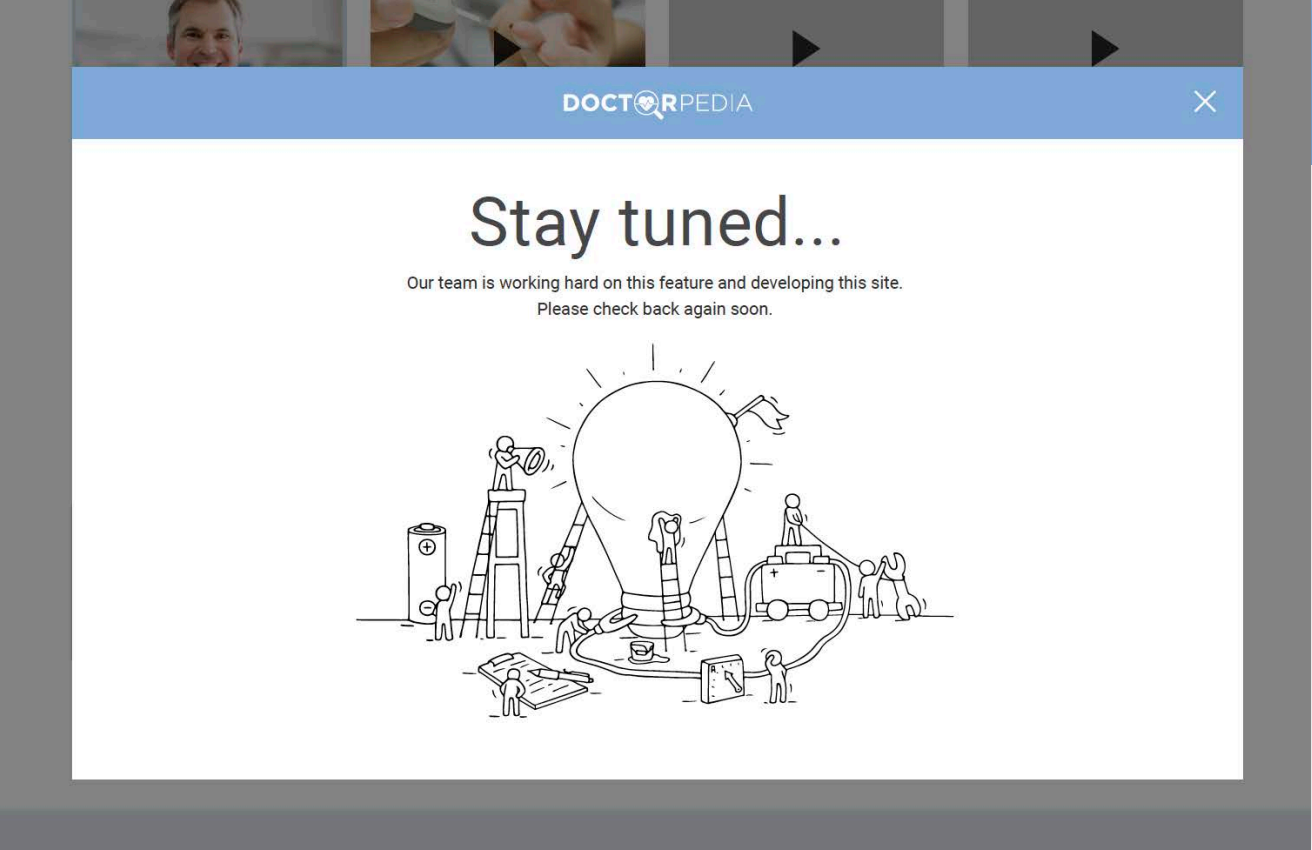 DOCTORPEDIA
Stay tuned...
Our team is working hard on this feature and developing this site.
Please check back again soon.